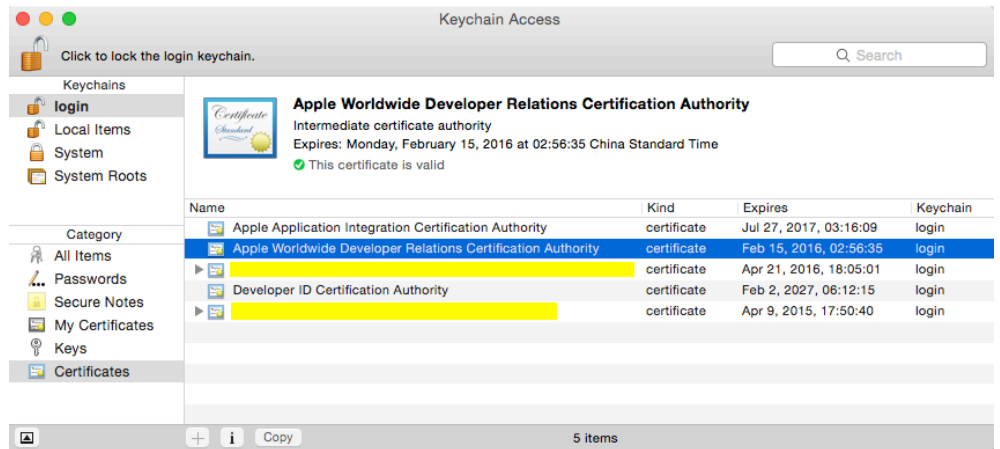 Keychain Access
Click to lock the login keychain.
Search
Keychains
login
Local Items
System
System Roots
Category
All Items
Passwords
Secure Notes
My Certificates
Keys
Certificates
Certificate
Standard
Apple Worldwide Developer Relations Certification Authority
Intermediate certificate authority
Expires: Monday, February 15, 2016 at 02:56:35 China Standard Time
This certificate is valid
Name Kind Expires Keychain
Apple Application Integration Certification Authority certificate Jul 27, 2017, 03:16:09 login
Apple Worldwide Developer Relations Certification Authority certificate Feb 15, 2016, 02:56:35 login
certificate Apr 21, 2016, 18:05:01 login
Developer ID Certification Authority certificate Feb 2, 2027, 06:12:15 login
certificate Apr 9, 2015, 17:50:40 login
+ i Copy 5 items